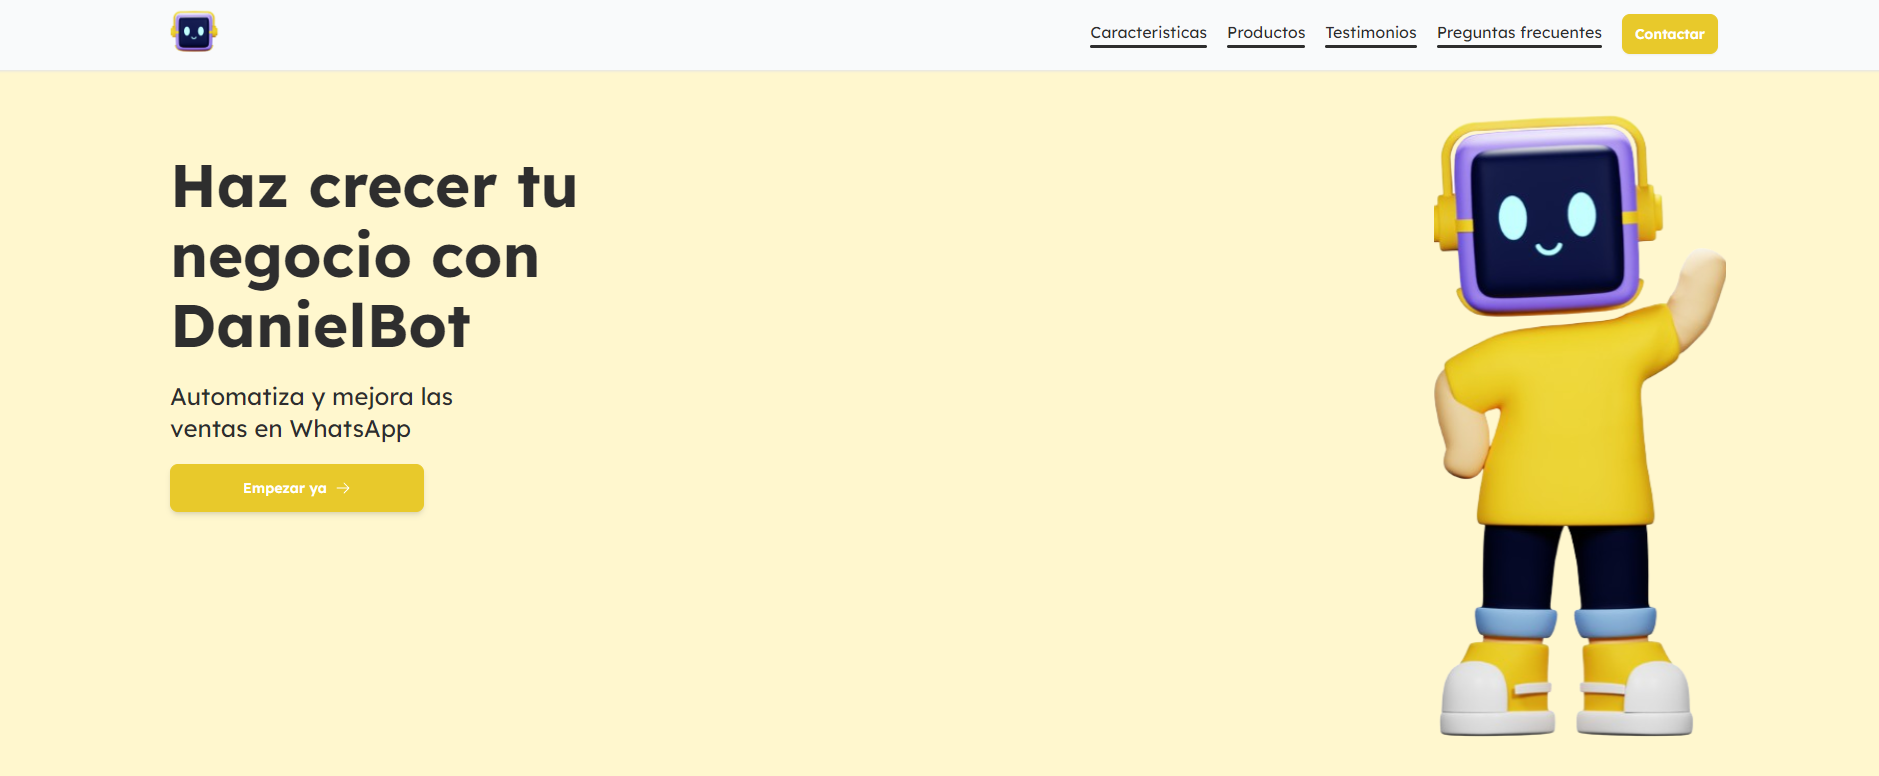 Caracteristicas Productos Testimonios Preguntas frecuentes Contactar
Haz crecer tu
negocio con
DanielBot
Automatiza y mejora las
ventas en WhatsApp
Empezar ya →